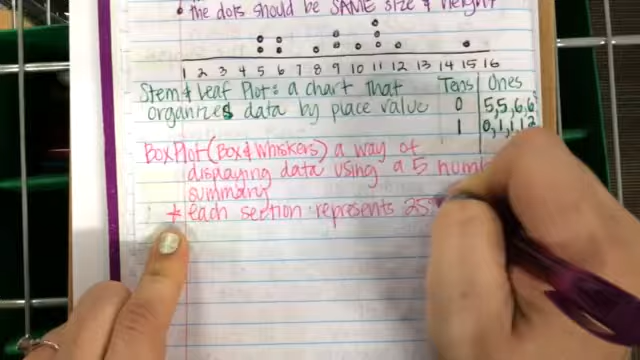 the dots should be SAME size & height
1 2 3 4 5 6 7 8 9 10 11 12 13 14 15 16
Stem & Leaf Plot: a chart that
organizes data by place value
Tens Ones
0 5,5,6,6
1 0,1,1,1,2
Box Plot (Box & Whiskers) a way of
displaying data using a 5 num
summary
* each section represents 25